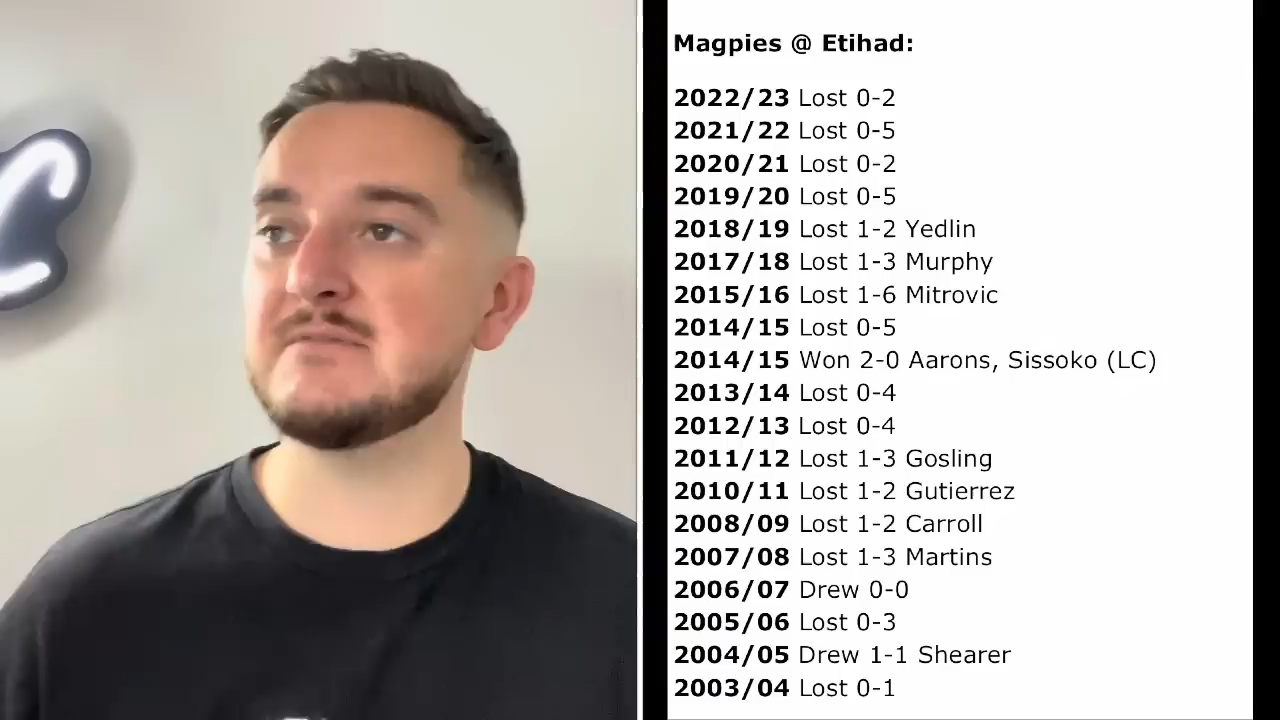 Magpies @ Etihad:
2022/23 Lost 0-2
2021/22 Lost 0-5
2020/21 Lost 0-2
2019/20 Lost 0-5
2018/19 Lost 1-2 Yedlin
2017/18 Lost 1-3 Murphy
2015/16 Lost 1-6 Mitrovic
2014/15 Lost 0-5
2014/15 Won 2-0 Aarons, Sissoko (LC)
2013/14 Lost 0-4
2012/13 Lost 0-4
2011/12 Lost 1-3 Gosling
2010/11 Lost 1-2 Gutierrez
2008/09 Lost 1-2 Carroll
2007/08 Lost 1-3 Martins
2006/07 Drew 0-0
2005/06 Lost 0-3
2004/05 Drew 1-1 Shearer
2003/04 Lost 0-1